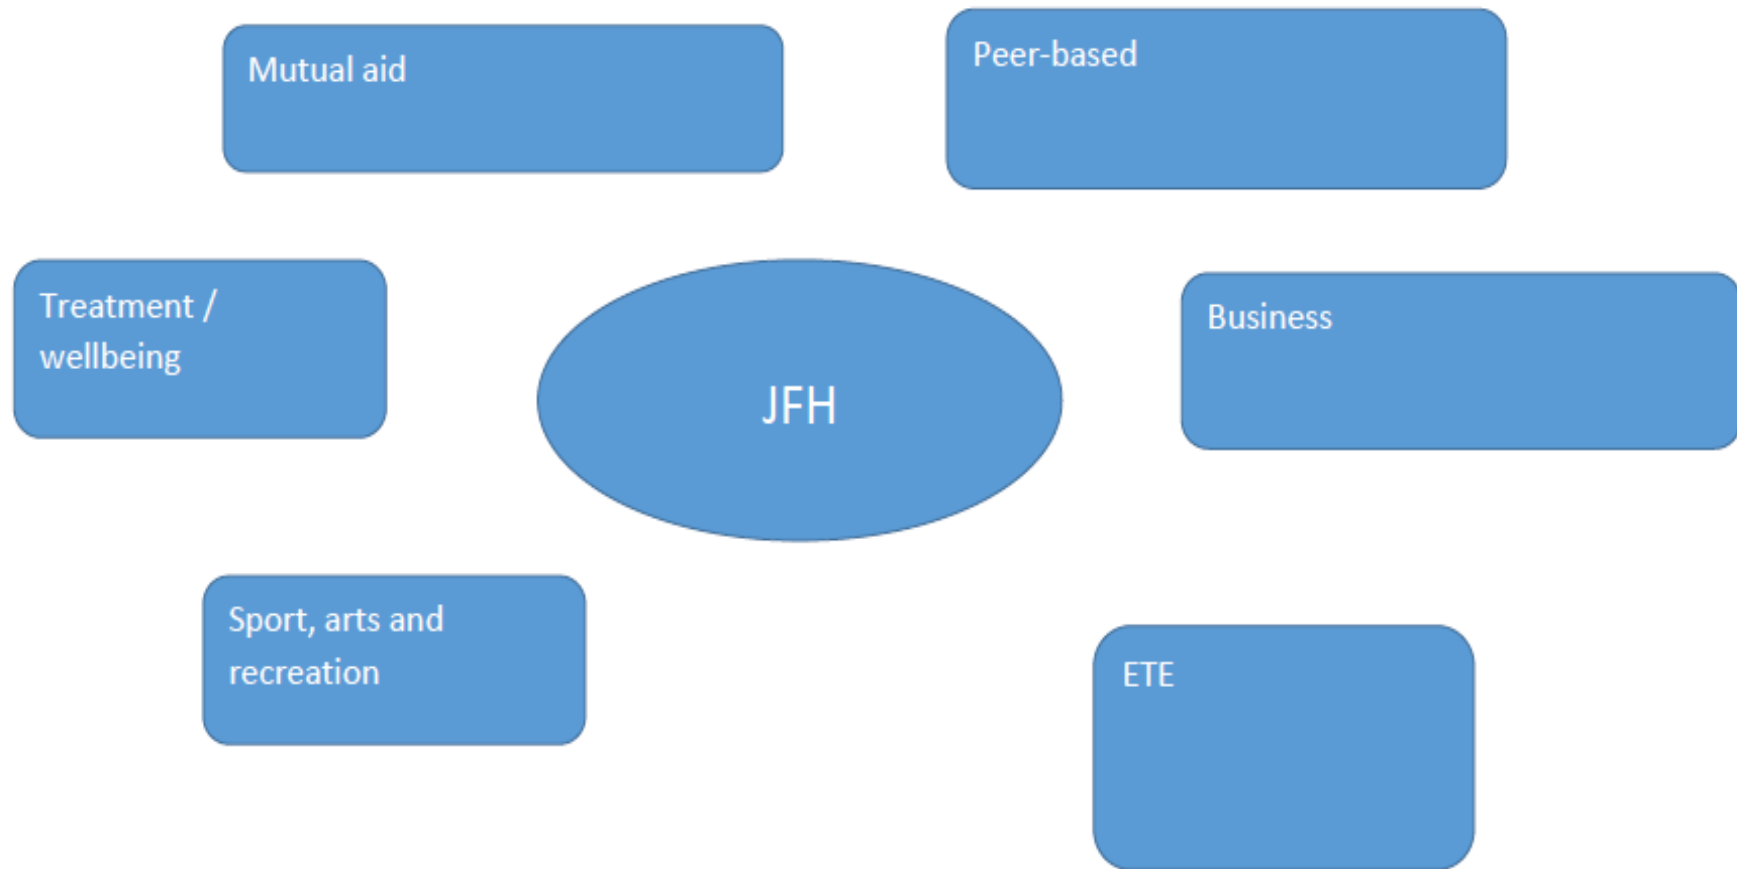 Mutual aid
Peer-based
Treatment /
wellbeing
JFH
Business
Sport, arts and
recreation
ETE